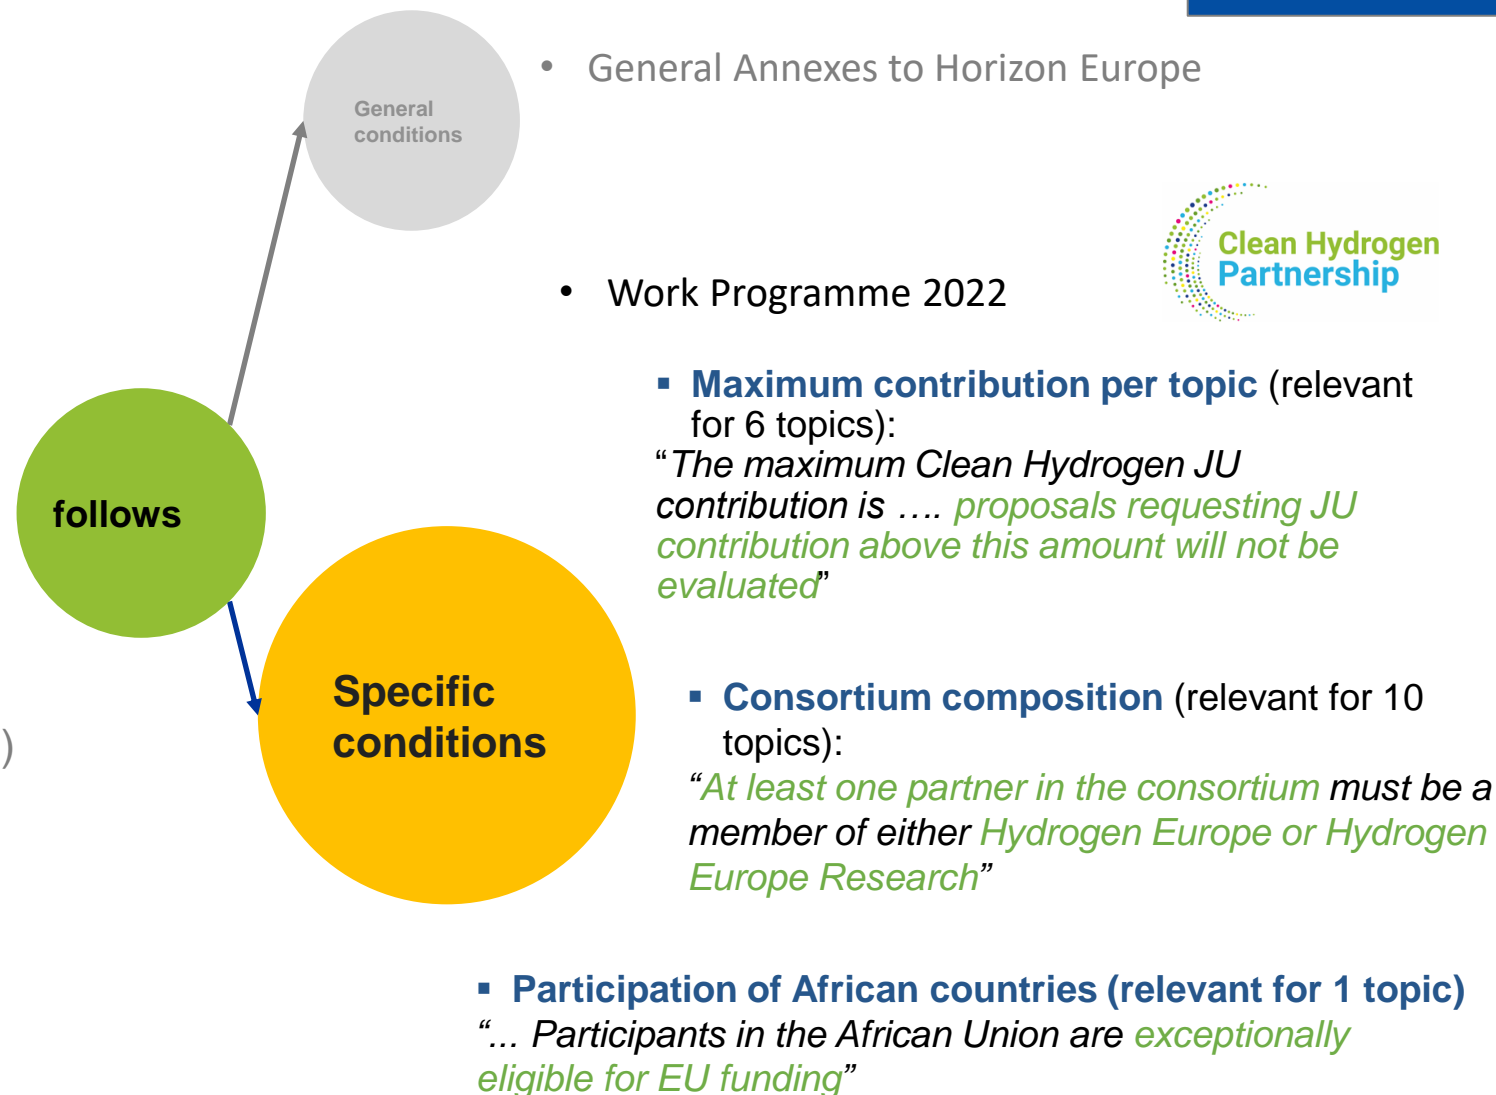 General
conditions
• General Annexes to Horizon Europe
Clean Hydrogen
Partnership
• Work Programme 2022
▪ Maximum contribution per topic (relevant
for 6 topics):
“The maximum Clean Hydrogen JU
contribution is …. proposals requesting JU
contribution above this amount will not be
evaluated”
follows
Specific
conditions
)
▪ Consortium composition (relevant for 10
topics):
“At least one partner in the consortium must be a
member of either Hydrogen Europe or Hydrogen
Europe Research”
▪ Participation of African countries (relevant for 1 topic)
“... Participants in the African Union are exceptionally
eligible for EU funding”